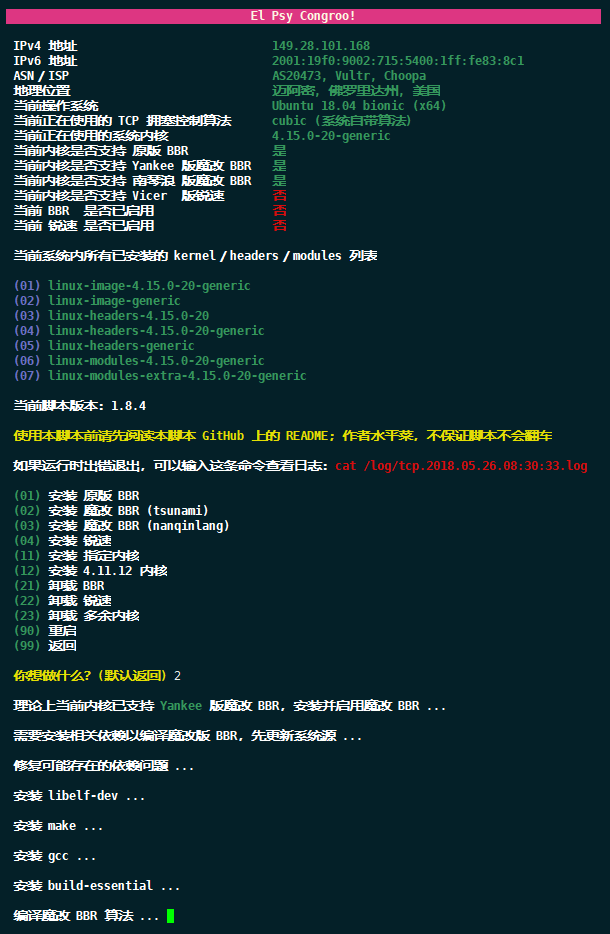 El Psy Congroo!
IPv4 地址 149.28.101.168
IPv6 地址 2001:19f0:9002:715:5400:1ff:fe83:8c1
ASN/ISP AS20473, Vultr, Choopa
地理位置 迈阿密, 佛罗里达州, 美国
当前操作系统 Ubuntu 18.04 bionic (x64)
当前正在使用的 TCP 拥塞控制算法 cubic (系统自带算法)
当前正在使用的系统内核 4.15.0-20-generic
当前内核是否支持 原版 BBR 是
当前内核是否支持 Yankee 版魔改 BBR 是
当前内核是否支持 南琴浪 版魔改 BBR 是
当前内核是否支持 Vicer 版锐速 否
当前 BBR 是否已启用 否
当前 锐速 是否已启用 否
当前系统内所有已安装的 kernel/headers/modules 列表
(01) linux-image-4.15.0-20-generic
(02) linux-image-generic
(03) linux-headers-4.15.0-20
(04) linux-headers-4.15.0-20-generic
(05) linux-headers-generic
(06) linux-modules-4.15.0-20-generic
(07) linux-modules-extra-4.15.0-20-generic
当前脚本版本: 1.8.4
使用本脚本前请先阅读本脚本 GitHub 上的 README; 作者水平菜, 不保证脚本不会翻车
如果运行时出错退出, 可以输入这条命令查看日志: cat /log/tcp.2018.05.26.08:30:33.log
(01) 安装 原版 BBR
(02) 安装 魔改 BBR (tsunami)
(03) 安装 魔改 BBR (nanqinlang)
(04) 安装 锐速
(11) 安装 指定内核
(12) 安装 4.11.12 内核
(21) 卸载 BBR
(22) 卸载 锐速
(23) 卸载 多余内核
(90) 重启
(99) 返回
你想做什么? (默认返回) 2
理论上当前内核已支持 Yankee 版魔改 BBR, 安装并启用魔改 BBR ...
需要安装相关依赖以编译魔改版 BBR, 先更新系统源 ...
修复可能存在的依赖问题 ...
安装 libelf-dev ...
安装 make ...
安装 gcc ...
安装 build-essential ...
编译魔改 BBR 算法 ...